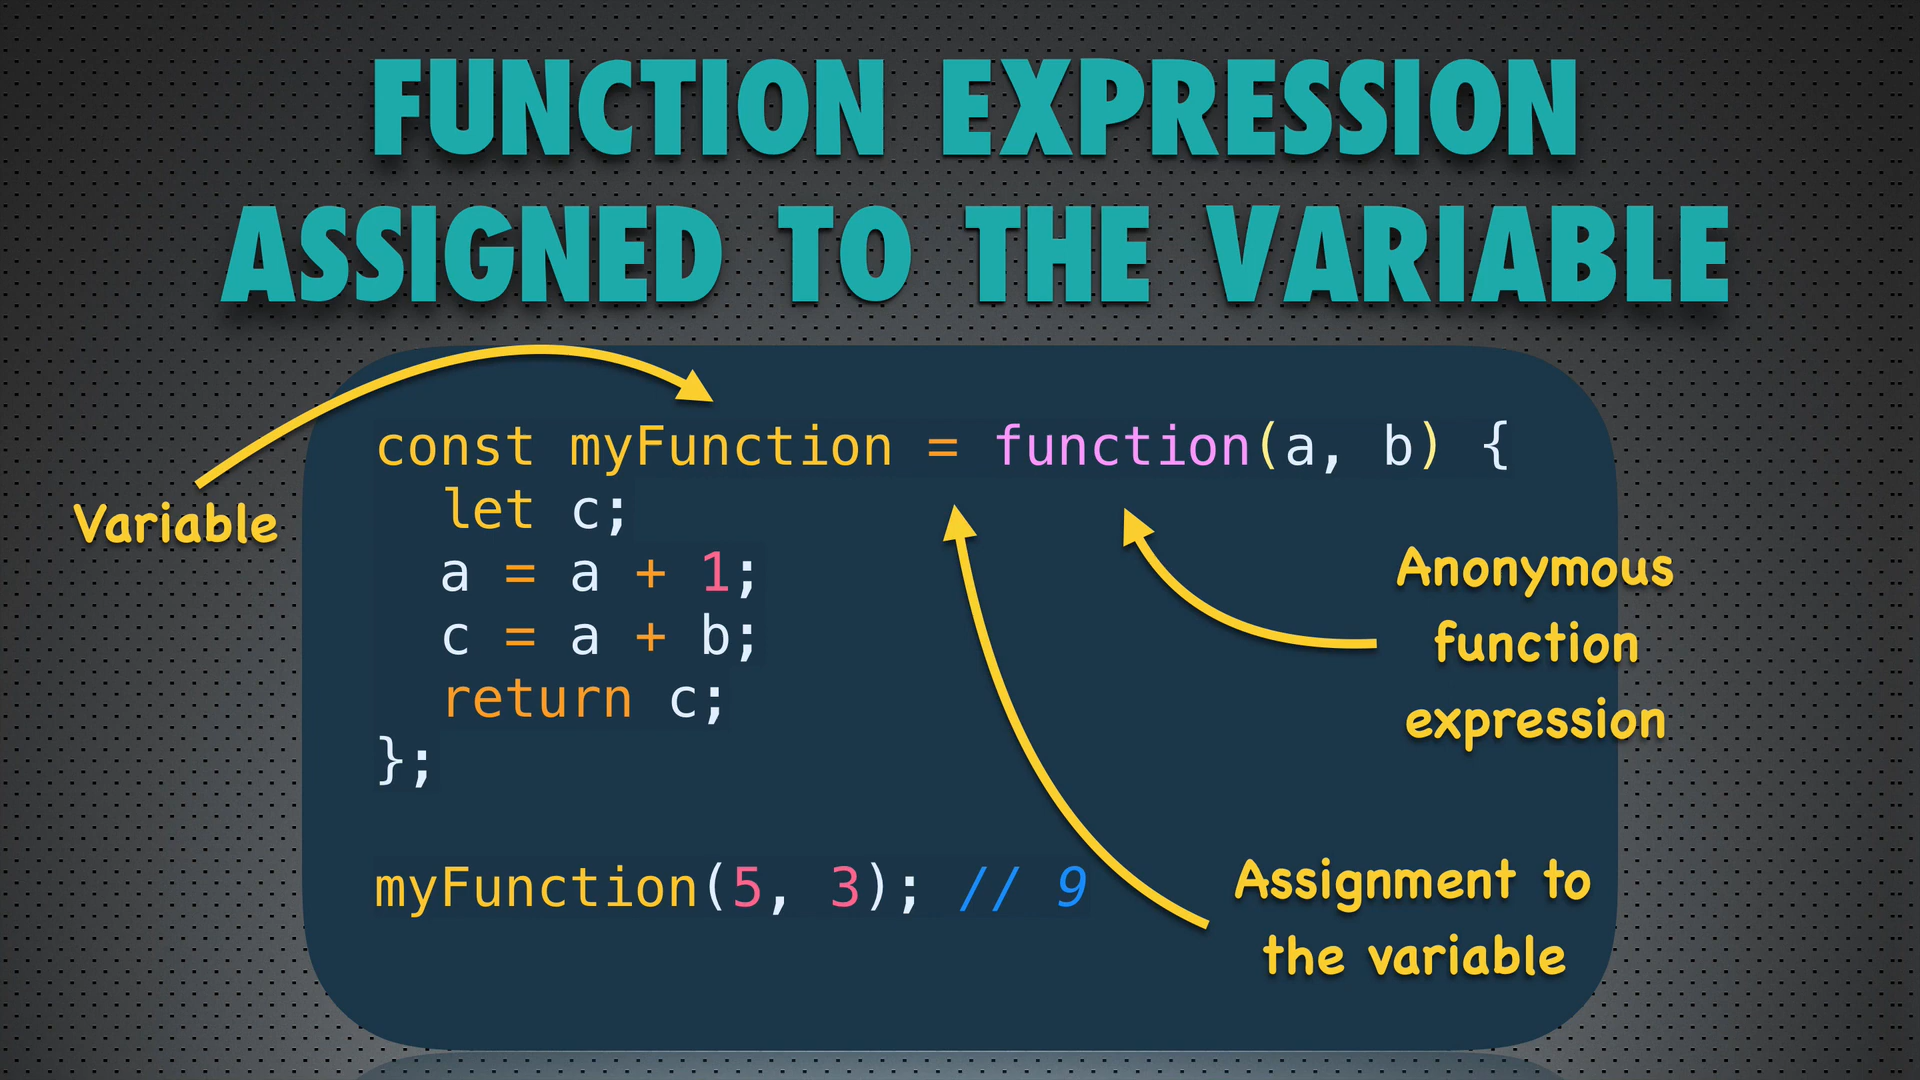 FUNCTION EXPRESSION
ASSIGNED TO THE VARIABLE
Variable
const myFunction = function(a, b) {
  let c;
  a = a + 1;
  c = a + b;
  return c;
};
myFunction(5, 3); // 9
Anonymous
function
expression
Assignment to
the variable